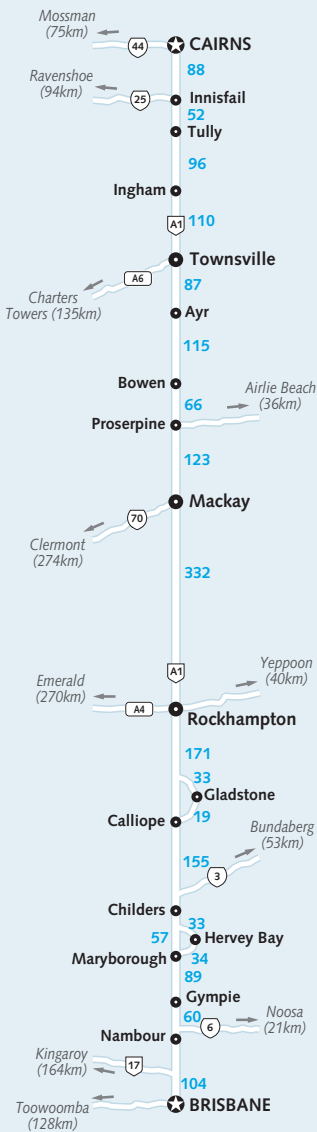 Mossman
(75km)
44
CAIRNS
88
Ravenshoe
(94km)
25
Innisfail
52
Tully
96
Ingham
A1
110
Townsville
A6
87
Charters
Towers (135km)
Ayr
115
Bowen
Airlie Beach
(36km)
66
Proserpine
123
Mackay
70
Clermont
(274km)
332
A1
Yeppoon
(40km)
Emerald
(270km)
A4
Rockhampton
171
33
Gladstone
19
Calliope
Bundaberg
(53km)
155
3
Childers
33
57
Hervey Bay
Maryborough
34
89
Gympie
60
6
Noosa
(21km)
Nambour
Kingaroy
(164km)
17
104
BRISBANE
Toowoomba
(128km)